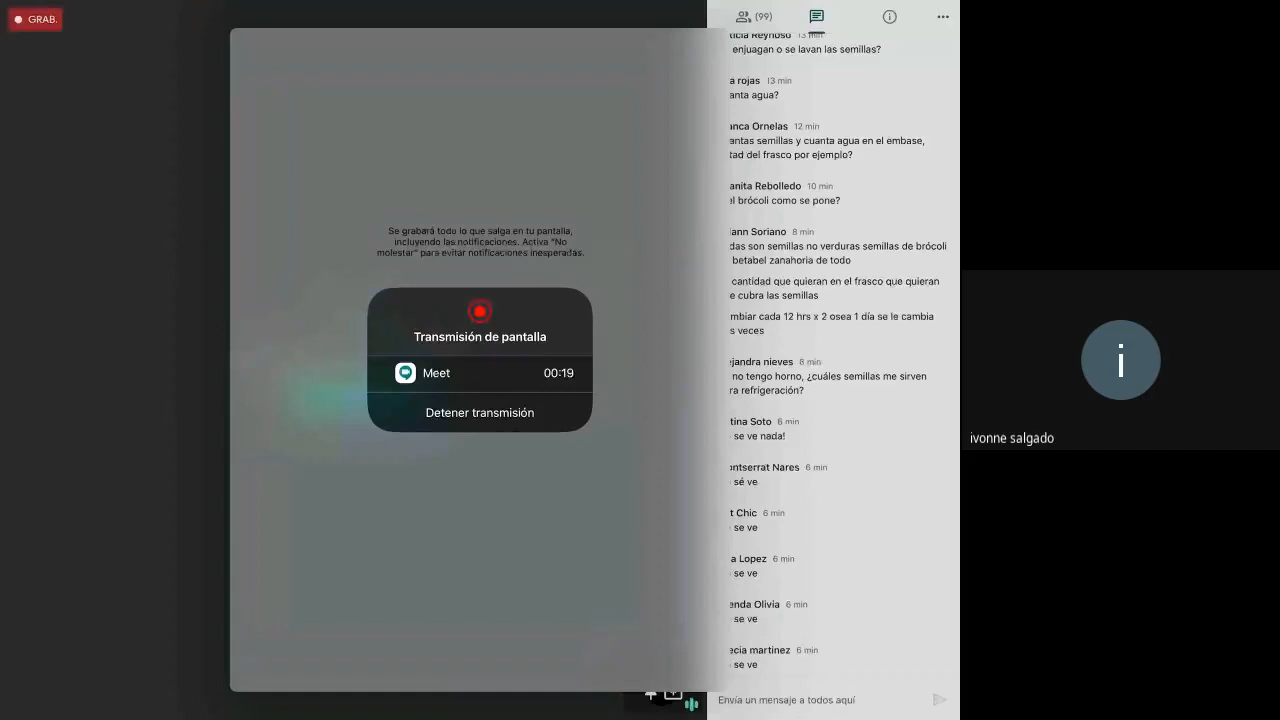 GRAB.
Se grabará todo lo que salga en tu pantalla,
incluyendo las notificaciones. Activa "No
molestar" para evitar notificaciones inesperadas.
Transmisión de pantalla
Meet 00:19
Detener transmisión
(99)
Reynoso 13 min
enjuagan o se lavan las semillas?
a rojas 13 min
anta agua?
anca Ornelas 12 min
antas semillas y cuanta agua en el embase,
tad del frasco por ejemplo?
anita Rebolledo 10 min
el brócoli como se pone?
ann Soriano 8 min
das son semillas no verduras semillas de brócoli
betabel zanahoria de todo
cantidad que quieran en el frasco que quieran
e cubra las semillas
mbiar cada 12 hrs x 2 osea 1 día se le cambia
s veces
ejandra nieves 8 min
no tengo horno, ¿cuáles semillas me sirven
ra refrigeración?
tina Soto 6 min
se ve nada!
ontserrat Nares 6 min
sé ve
t Chic 6 min
se ve
a Lopez 6 min
se ve
enda Olivia 6 min
se ve
ecia martinez 6 min
se ve
Envía un mensaje a todos aquí
i
ivonne salgado